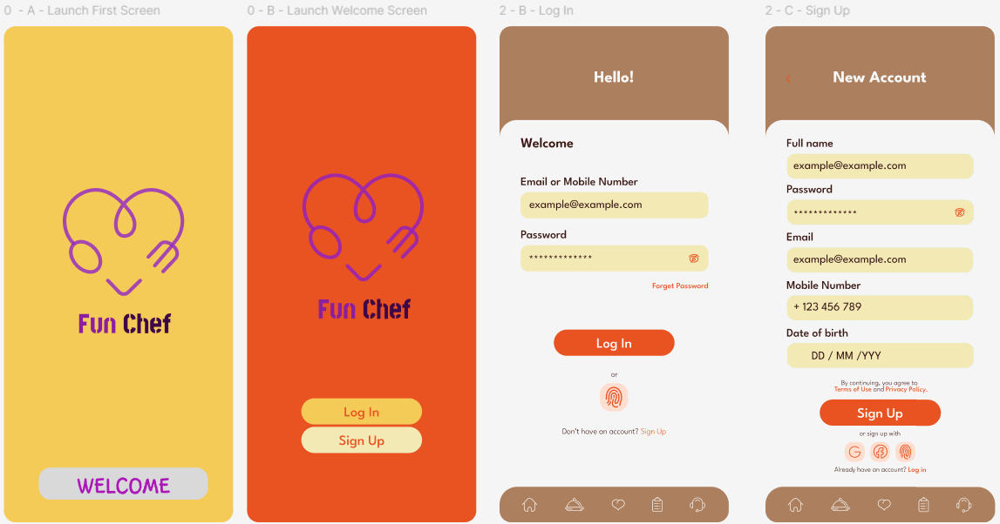 0 - A - Launch First Screen
Fun Chef
WELCOME
0 - B - Launch Welcome Screen
Fun Chef
Log In
Sign Up
2 - B - Log In
Hello!
Welcome
Email or Mobile Number
example@example.com
Password
*************
Forget Password
Log In
or
Don't have an account? Sign Up
2 - C - Sign Up
New Account
Full name
example@example.com
Password
*************
Email
example@example.com
Mobile Number
+ 123 456 789
Date of birth
DD / MM /YYY
By continuing, you agree to
Terms of Use and Privacy Policy.
Sign Up
or sign up with
Already have an account? Log in